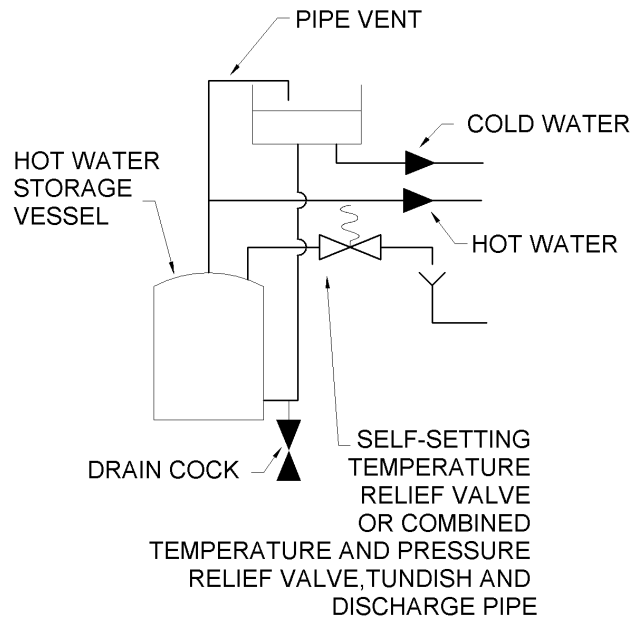 PIPE VENT
COLD WATER
HOT WATER
STORAGE
VESSEL
HOT WATER
DRAIN COCK
SELF-SETTING
TEMPERATURE
RELIEF VALVE
OR COMBINED
TEMPERATURE AND PRESSURE
RELIEF VALVE,TUNDISH AND
DISCHARGE PIPE